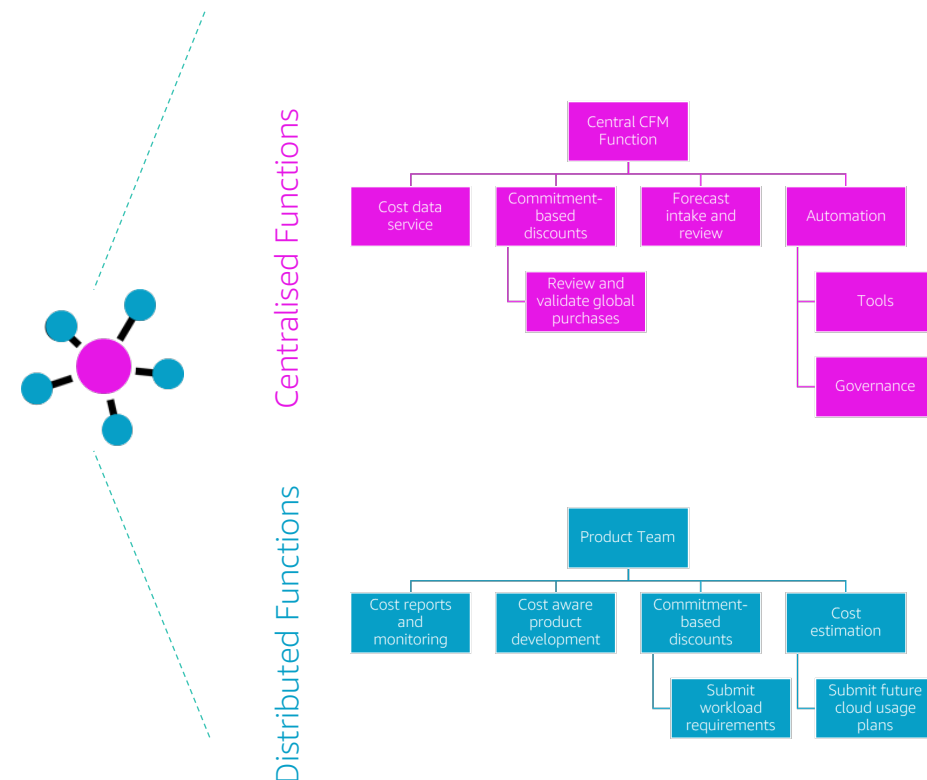 Centralised Functions
Central CFM
Function
Cost data
service
Commitment-
based
discounts
Forecast
intake and
review
Automation
Review and
validate global
purchases
Tools
Governance
Distributed Functions
Product Team
Cost reports
and
monitoring
Cost aware
product
development
Commitment-
based
discounts
Cost
estimation
Submit
workload
requirements
Submit future
cloud usage
plans